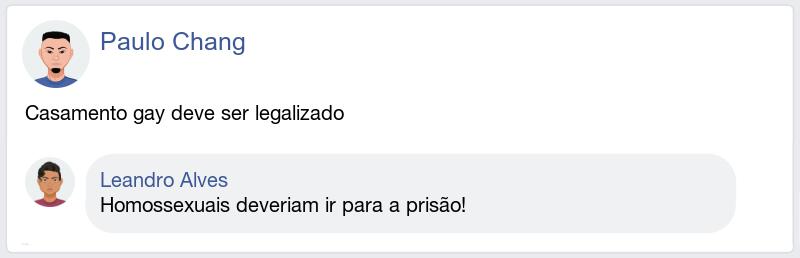 Paulo Chang
Casamento gay deve ser legalizado
Leandro Alves
Homossexuais deveriam ir para a prisão!